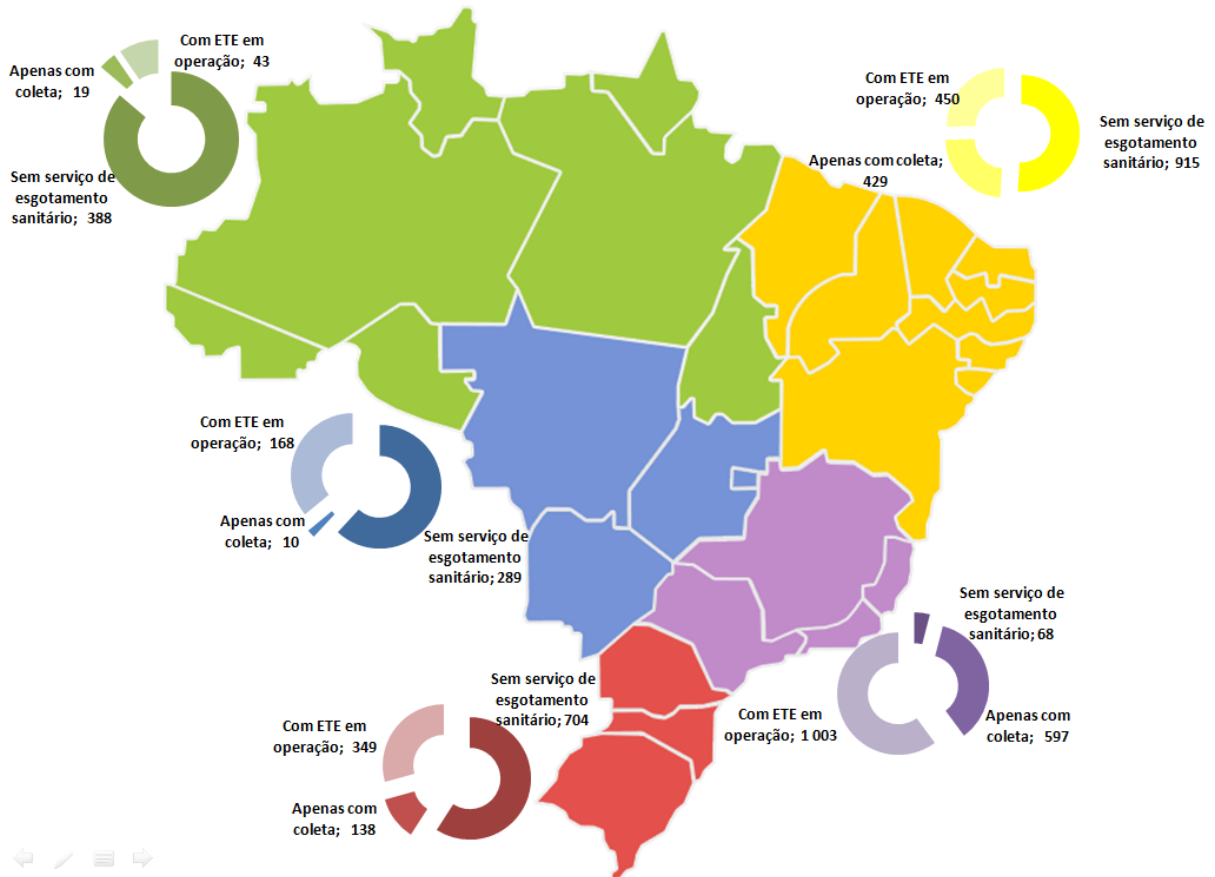 Com ETE em
operação; 43
Apenas com
coleta; 19
Sem serviço de
esgotamento
sanitário; 388
Com ETE em
operação; 450
Sem serviço de
esgotamento
sanitário; 915
Apenas com coleta;
429
Com ETE em
operação; 168
Apenas com
coleta; 10
Sem serviço de
esgotamento
sanitário; 289
Sem serviço de
esgotamento
sanitário; 68
Com ETE em
operação; 1 003
Apenas com
coleta; 597
Sem serviço de
esgotamento
sanitário; 704
Com ETE em
operação; 349
Apenas com
coleta; 138